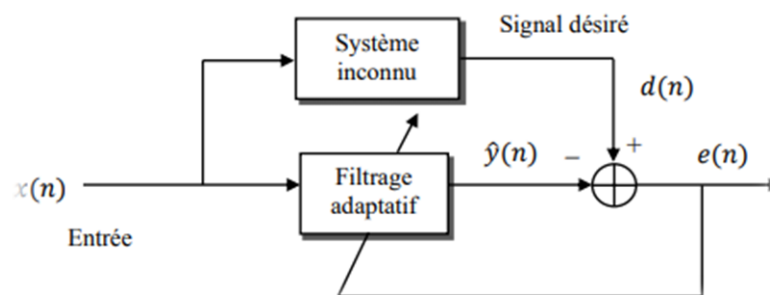 Système
inconnu
Signal désiré
d(n)
x(n)
Entrée
Filtrage
adaptatif
ŷ(n)
−
+
e(n)